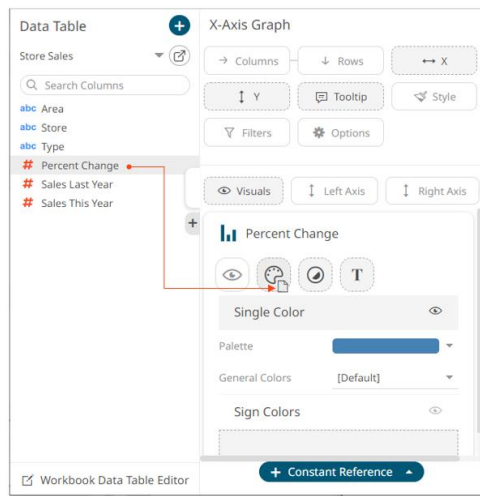 Data Table
Store Sales
Search Columns
abc Area
abc Store
abc Type
# Percent Change
# Sales Last Year
# Sales This Year
Workbook Data Table Editor
X-Axis Graph
Columns
Rows
X
Y
Tooltip
Style
Filters
Options
Visuals
Left Axis
Right Axis
Percent Change
T
Single Color
Palette
General Colors [Default]
Sign Colors
+ Constant Reference